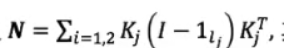 N = ∑_{i=1,2} K_j (I − 1_{l_j}) K_j^T,